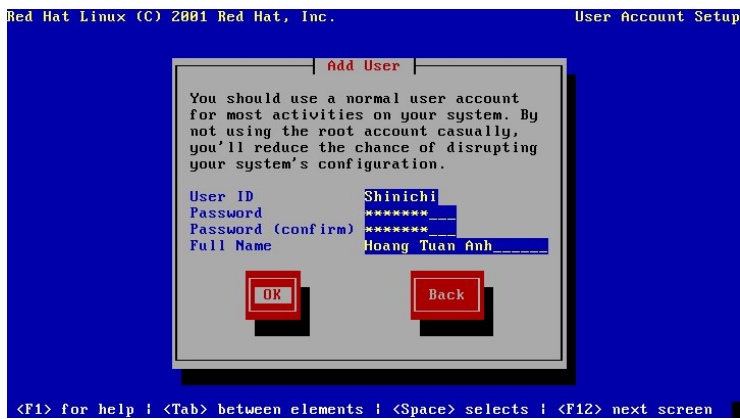 Red Hat Linux (C) 2001 Red Hat, Inc. User Account Setup
Add User
You should use a normal user account
for most activities on your system. By
not using the root account casually,
you'll reduce the chance of disrupting
your system's configuration.
User ID Shinichi
Password *******___
Password (confirm) *******___
Full Name Hoang Tuan Anh______
OK Back
<F1> for help | <Tab> between elements | <Space> selects | <F12> next screen